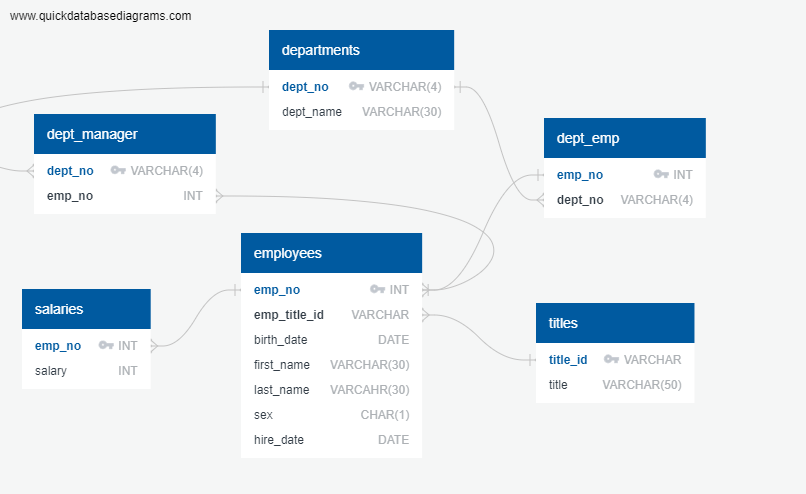 www.quickdatabasediagrams.com
departments
dept_no VARCHAR(4)
dept_name VARCHAR(30)
dept_manager
dept_no VARCHAR(4)
emp_no INT
dept_emp
emp_no INT
dept_no VARCHAR(4)
employees
emp_no INT
emp_title_id VARCHAR
birth_date DATE
first_name VARCHAR(30)
last_name VARCAHR(30)
sex CHAR(1)
hire_date DATE
salaries
emp_no INT
salary INT
titles
title_id VARCHAR
title VARCHAR(50)